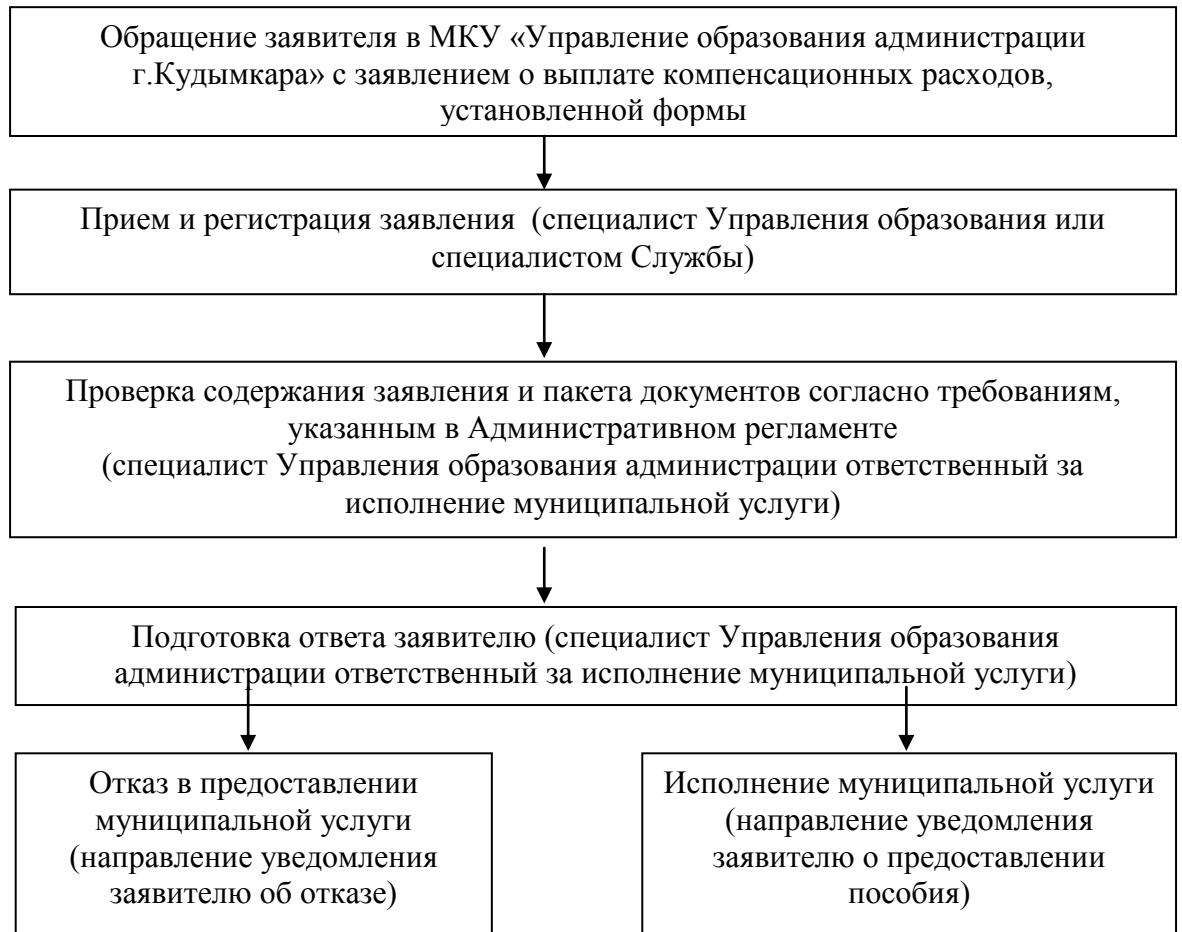 Обращение заявителя в МКУ «Управление образования администрации
г.Кудымкара» с заявлением о выплате компенсационных расходов,
установленной формы
Прием и регистрация заявления (специалист Управления образования или
специалистом Службы)
Проверка содержания заявления и пакета документов согласно требованиям,
указанным в Административном регламенте
(специалист Управления образования администрации ответственный за
исполнение муниципальной услуги)
Подготовка ответа заявителю (специалист Управления образования
администрации ответственный за исполнение муниципальной услуги)
Отказ в предоставлении
муниципальной услуги
(направление уведомления
заявителю об отказе)
Исполнение муниципальной услуги
(направление уведомления
заявителю о предоставлении
пособия)